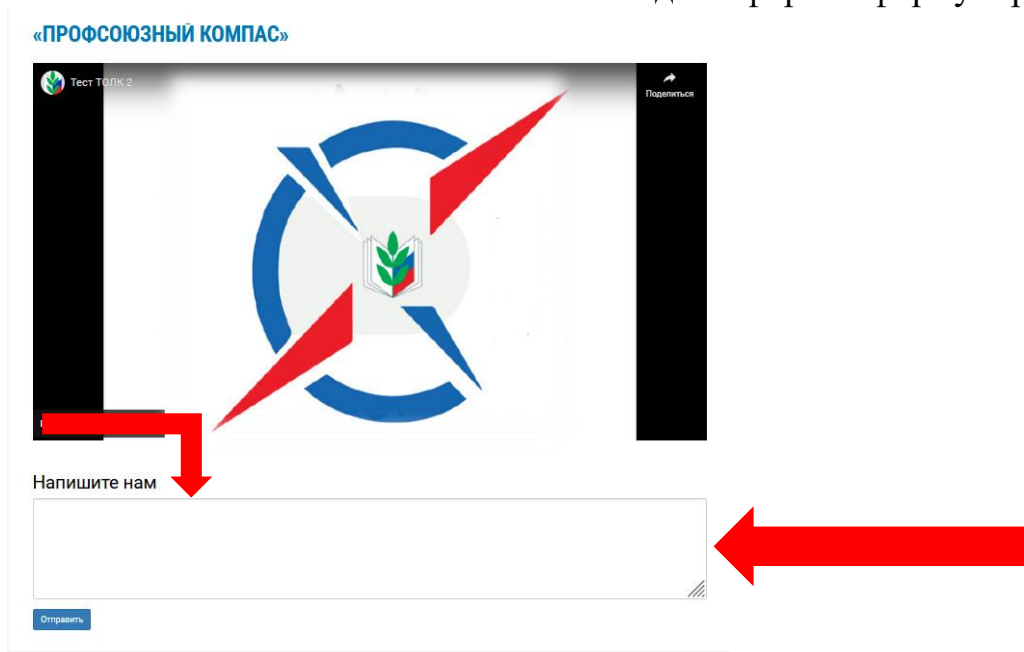 «ПРОФСОЮЗНЫЙ КОМПАС»
Тест ТОЛК 2
Поделиться
Напишите нам
Отправить